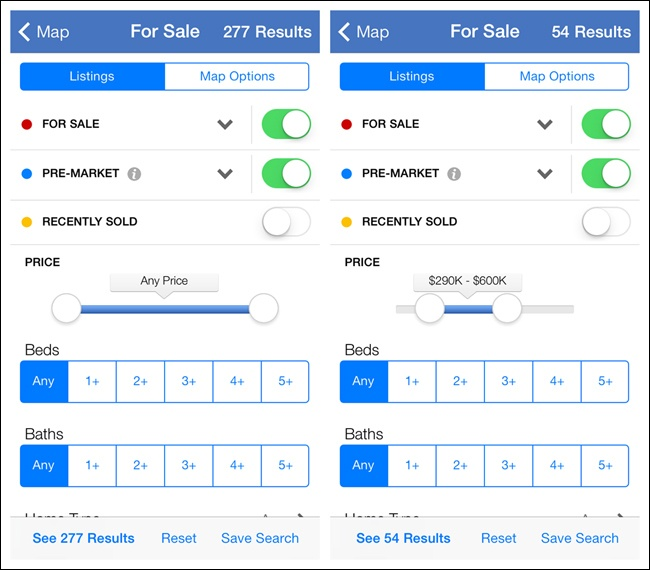 Map For Sale 277 Results
Listings Map Options
FOR SALE
PRE-MARKET i
RECENTLY SOLD
PRICE
Any Price
Beds
Any 1+ 2+ 3+ 4+ 5+
Baths
Any 1+ 2+ 3+ 4+ 5+
Home Type
See 277 Results Reset Save Search
Map For Sale 54 Results
Listings Map Options
FOR SALE
PRE-MARKET i
RECENTLY SOLD
PRICE
$290K - $600K
Beds
Any 1+ 2+ 3+ 4+ 5+
Baths
Any 1+ 2+ 3+ 4+ 5+
Home Type
See 54 Results Reset Save Search